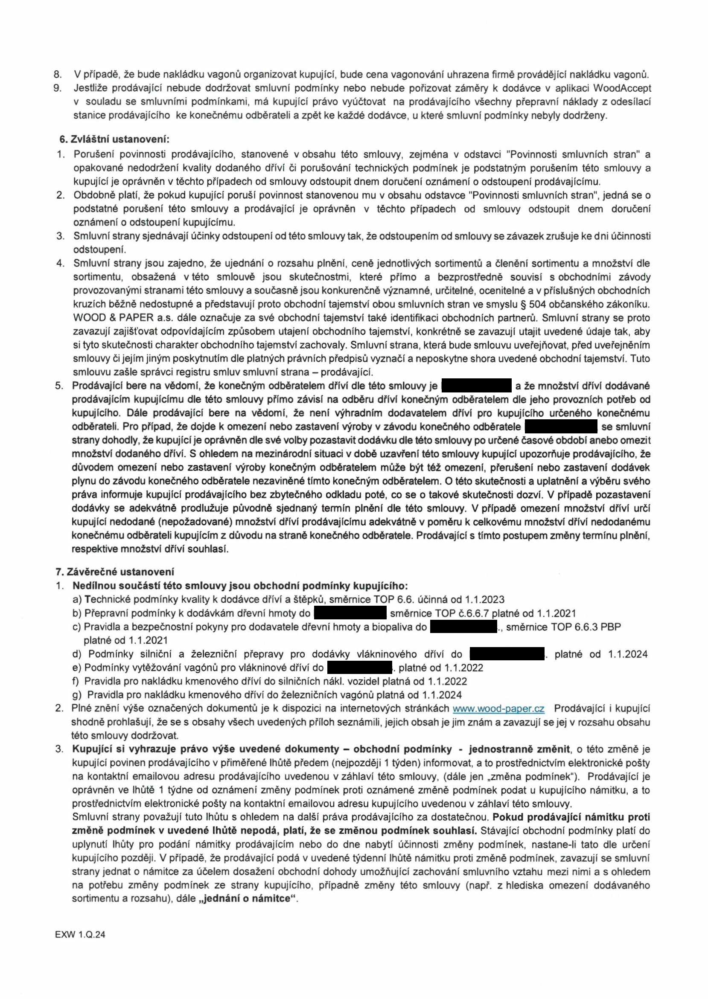 8. V případě, že bude nakládku vagonů organizovat kupující, bude cena vagonování uhrazena firmě provádějící nakládku vagonů.
9. Jestliže prodávající nebude dodržovat smluvní podmínky nebo nebude pořizovat záměry k dodávce v aplikaci WoodAccept
v souladu se smluvními podmínkami, má kupující právo vyúčtovat na prodávajícího všechny přepravní náklady z odesílací
stanice prodávajícího ke konečnému odběrateli a zpět ke každé dodávce, u které smluvní podmínky nebyly dodrženy.
6. Zvláštní ustanovení:
1. Porušení povinnosti prodávajícího, stanovené v obsahu této smlouvy, zejména v odstavci "Povinnosti smluvních stran" a
opakované nedodržení kvality dodaného dříví či porušování technických podmínek je podstatným porušením této smlouvy a
kupující je oprávněn v těchto případech od smlouvy odstoupit dnem doručení oznámení o odstoupení prodávajícímu.
2. Obdobně platí, že pokud kupující poruší povinnost stanovenou mu v obsahu odstavce "Povinnosti smluvních stran", jedná se o
podstatné porušení této smlouvy a prodávající je oprávněn v těchto případech od smlouvy odstoupit dnem doručení
oznámení o odstoupení kupujícímu.
3. Smluvní strany sjednávají účinky odstoupení od této smlouvy tak, že odstoupením od smlouvy se závazek zrušuje ke dni účinnosti
odstoupení.
4. Smluvní strany jsou zajedno, že ujednání o rozsahu plnění, ceně jednotlivých sortimentů a členění sortimentu a množství dle
sortimentu, obsažená v této smlouvě jsou skutečnostmi, které přímo a bezprostředně souvisí s obchodními závody
provozovanými stranami této smlouvy a současně jsou konkurenčně významné, určitelné, ocenitelné a v příslušných obchodních
kruzích běžně nedostupné a představují proto obchodní tajemství obou smluvních stran ve smyslu § 504 občanského zákoníku.
WOOD & PAPER a.s. dále označuje za své obchodní tajemství také identifikaci obchodních partnerů. Smluvní strany se proto
zavazují zajišťovat odpovídajícím způsobem utajení obchodního tajemství, konkrétně se zavazují utajit uvedené údaje tak, aby
si tyto skutečnosti charakter obchodního tajemství zachovaly. Smluvní strana, která bude smlouvu uveřejňovat, před uveřejněním
smlouvy či jejím jiným poskytnutím dle platných právních předpisů vyznačí a neposkytne shora uvedené obchodní tajemství. Tuto
smlouvu zašle správci registru smluv smluvní strana – prodávající.
5. Prodávající bere na vědomí, že konečným odběratelem dříví dle této smlouvy je a že množství dříví dodávané
prodávajícím kupujícímu dle této smlouvy přímo závisí na odběru dříví konečným odběratelem dle jeho provozních potřeb od
kupujícího. Dále prodávající bere na vědomí, že není výhradním dodavatelem dříví pro kupujícího určeného konečnému
odběrateli. Pro případ, že dojde k omezení nebo zastavení výroby v závodu konečného odběratele se smluvní
strany dohodly, že kupující je oprávněn dle své volby pozastavit dodávku dle této smlouvy po určené časové období anebo omezit
množství dodaného dříví. S ohledem na mezinárodní situaci v době uzavření této smlouvy kupující upozorňuje prodávajícího, že
důvodem omezení nebo zastavení výroby konečným odběratelem může být též omezení, přerušení nebo zastavení dodávek
plynu do závodu konečného odběratele nezaviněné tímto konečným odběratelem. O této skutečnosti a uplatnění a výběru svého
práva informuje kupující prodávajícího bez zbytečného odkladu poté, co se o takové skutečnosti dozví. V případě pozastavení
dodávky se adekvátně prodlužuje původně sjednaný termín plnění dle této smlouvy. V případě omezení množství dříví určí
kupující nedodané (nepožadované) množství dříví prodávajícímu adekvátně v poměru k celkovému množství dříví nedodanému
konečnému odběrateli kupujícím z důvodu na straně konečného odběratele. Prodávající s tímto postupem změny termínu plnění,
respektive množství dříví souhlasí.
7. Závěrečné ustanovení
1. Nedílnou součástí této smlouvy jsou obchodní podmínky kupujícího:
a) Technické podmínky kvality k dodávce dříví a štěpků, směrnice TOP 6.6. účinná od 1.1.2023
b) Přepravní podmínky k dodávkám dřevní hmoty do směrnice TOP č.6.6.7 platné od 1.1.2021
c) Pravidla a bezpečnostní pokyny pro dodavatele dřevní hmoty a biopaliva do ., směrnice TOP 6.6.3 PBP
platné od 1.1.2021
d) Podmínky silniční a železniční přepravy pro dodávky vlákninového dříví do . platné od 1.1.2024
e) Podmínky vytěžování vagónů pro vlákninové dříví do . platné od 1.1.2022
f) Pravidla pro nakládku kmenového dříví do silničních nákl. vozidel platná od 1.1.2022
g) Pravidla pro nakládku kmenového dříví do železničních vagónů platná od 1.1.2024
2. Plné znění výše označených dokumentů je k dispozici na internetových stránkách www.wood-paper.cz Prodávající i kupující
shodně prohlašují, že se s obsahy všech uvedených příloh seznámili, jejich obsah je jim znám a zavazují se jej v rozsahu obsahu
této smlouvy dodržovat.
3. Kupující si vyhrazuje právo výše uvedené dokumenty – obchodní podmínky - jednostranně změnit, o této změně je
kupující povinen prodávajícího v přiměřené lhůtě předem (nejpozději 1 týden) informovat, a to prostřednictvím elektronické pošty
na kontaktní emailovou adresu prodávajícího uvedenou v záhlaví této smlouvy, (dále jen „změna podmínek“). Prodávající je
oprávněn ve lhůtě 1 týdne od oznámení změny podmínek proti oznámené změně podmínek podat u kupujícího námitku, a to
prostřednictvím elektronické pošty na kontaktní emailovou adresu kupujícího uvedenou v záhlaví této smlouvy.
Smluvní strany považují tuto lhůtu s ohledem na další práva prodávajícího za dostatečnou. Pokud prodávající námitku proti
změně podmínek v uvedené lhůtě nepodá, platí, že se změnou podmínek souhlasí. Stávající obchodní podmínky platí do
uplynutí lhůty pro podání námitky prodávajícím nebo do dne nabytí účinnosti změny podmínek, nastane-li tato dle určení
kupujícího později. V případě, že prodávající podá v uvedené týdenní lhůtě námitku proti změně podmínek, zavazují se smluvní
strany jednat o námitce za účelem dosažení obchodní dohody umožňující zachování smluvního vztahu mezi nimi a s ohledem
na potřebu změny podmínek ze strany kupujícího, případně změny této smlouvy (např. z hlediska omezení dodávaného
sortimentu a rozsahu), dále „jednání o námitce“.
EXW 1.Q.24